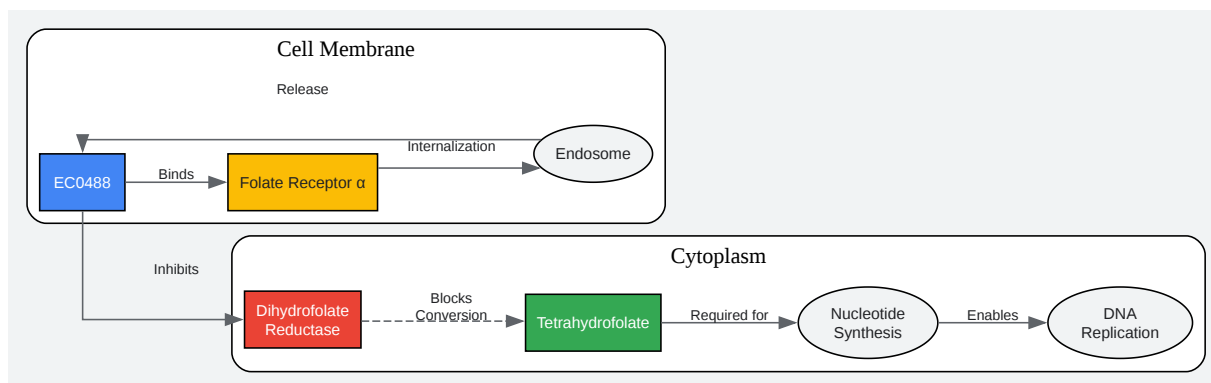 Cell Membrane
Release
Internalization
Endosome
EC0488
Binds
Folate Receptor α
Cytoplasm
Inhibits
Dihydrofolate
Reductase
Blocks
Conversion
Tetrahydrofolate
Required for
Nucleotide
Synthesis
Enables
DNA
Replication